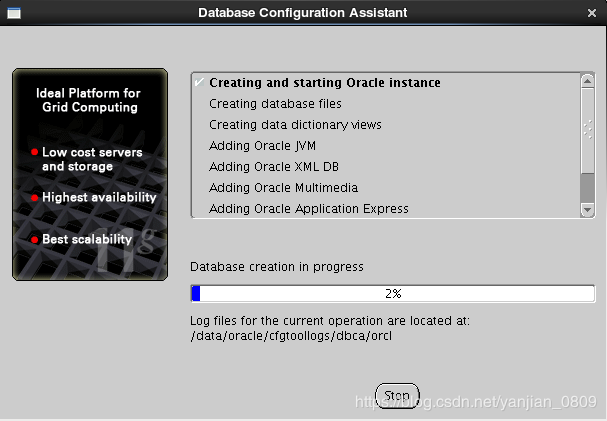 Database Configuration Assistant
Ideal Platform for
Grid Computing
Low cost servers
and storage
Highest availability
Best scalability
11g
Creating and starting Oracle instance
Creating database files
Creating data dictionary views
Adding Oracle JVM
Adding Oracle XML DB
Adding Oracle Multimedia
Adding Oracle Application Express
Database creation in progress
2%
Log files for the current operation are located at:
/data/oracle/cfgtoollogs/dbca/orcl
Stop
https://blog.csdn.net/yanjian_0809